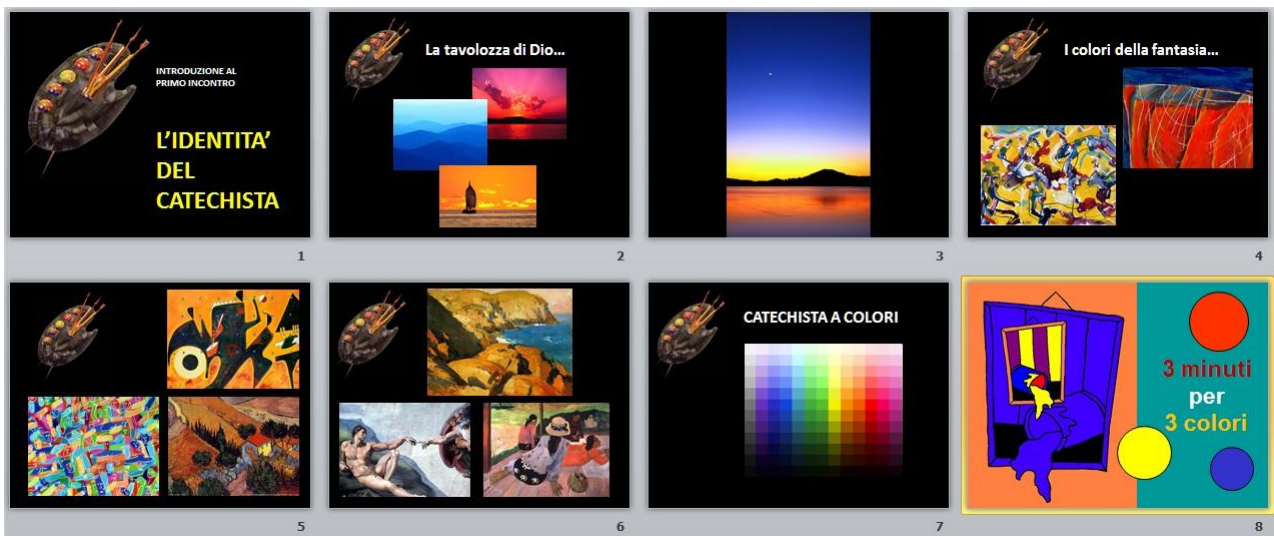 INTRODUZIONE AL
PRIMO INCONTRO
L'IDENTITA'
DEL
CATECHISTA
1
La tavolozza di Dio...
2
3
I colori della fantasia...
4
5
6
CATECHISTA A COLORI
7
3 minuti
per
3 colori
8